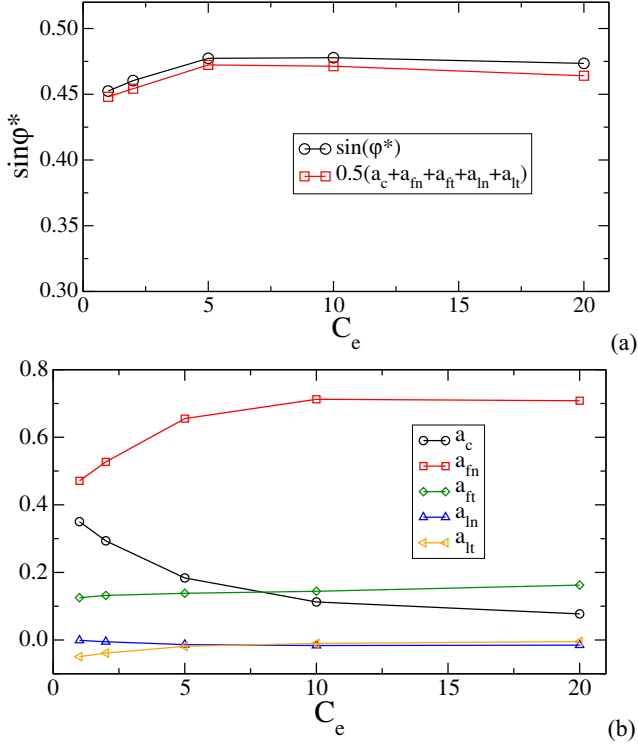 0.50
0.45
0.40
0.35
0.30
sinφ*
sin(φ*)
0.5(a_c+a_fn+a_ft+a_ln+a_lt)
0 5 10 15 20
C_e
(a)
0.8
0.6
0.4
0.2
0.0
a_c
a_fn
a_ft
a_ln
a_lt
0 5 10 15 20
C_e
(b)